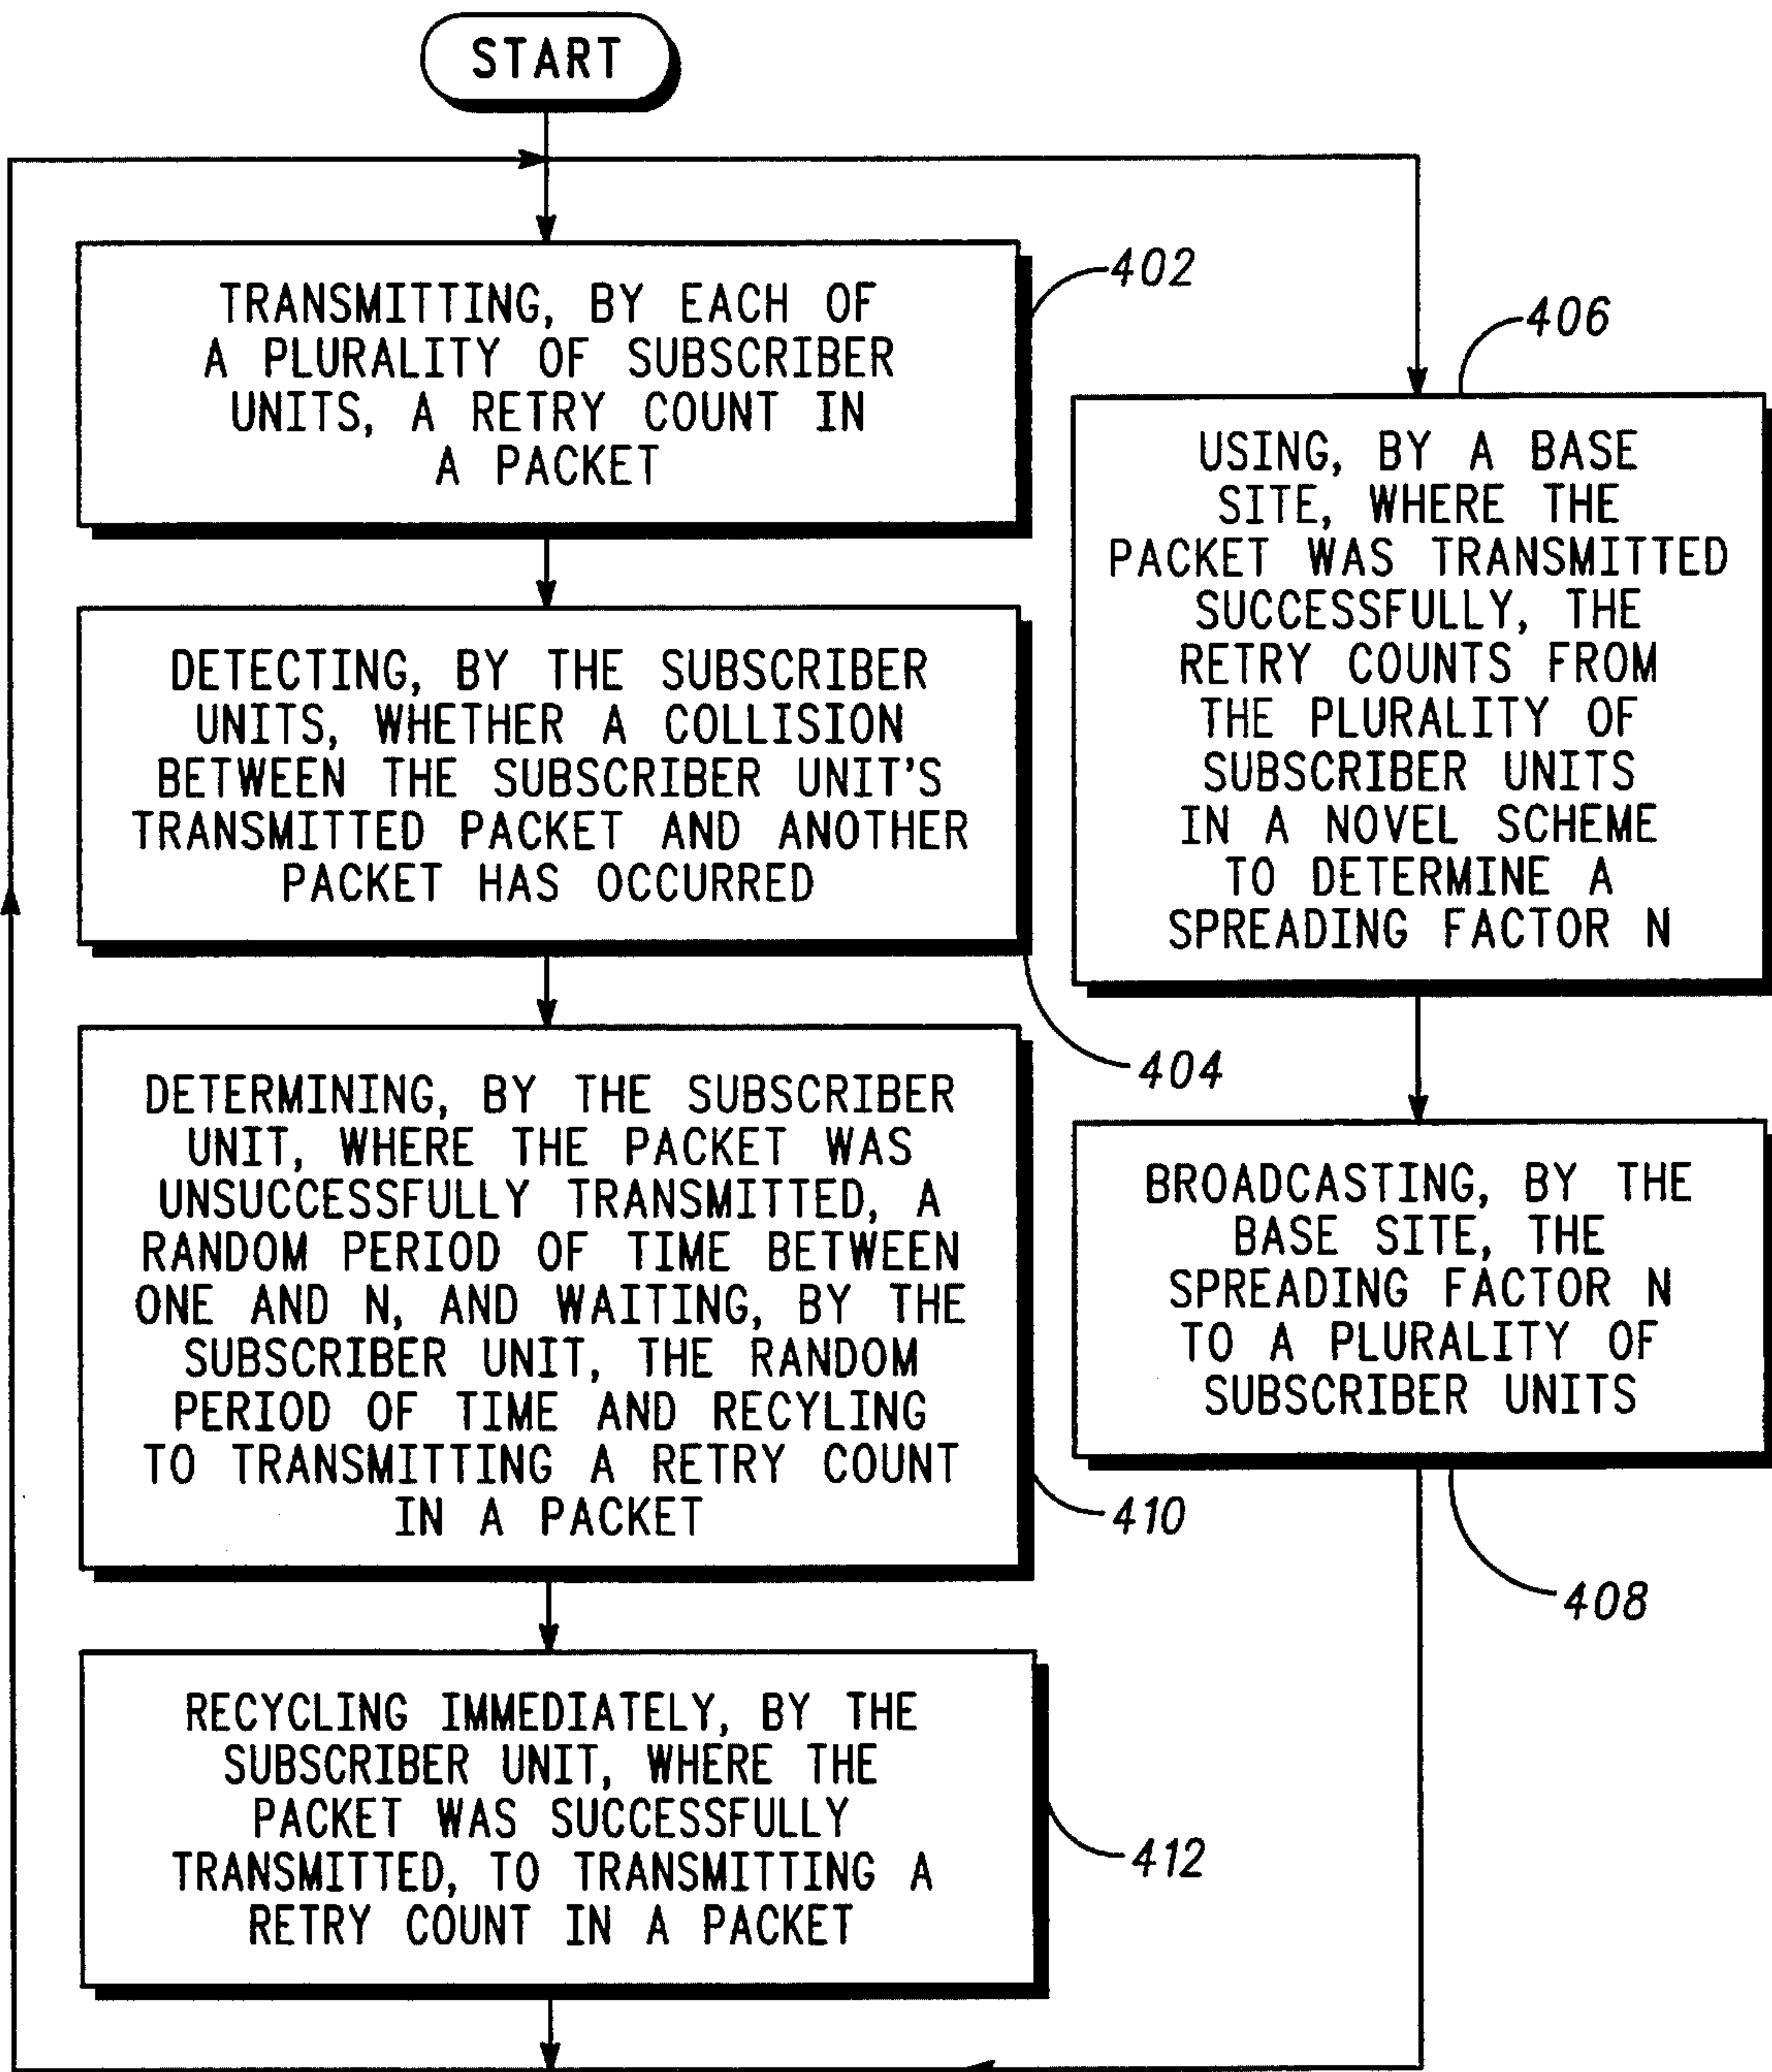 START
TRANSMITTING, BY EACH OF
A PLURALITY OF SUBSCRIBER
UNITS, A RETRY COUNT IN
A PACKET
402
DETECTING, BY THE SUBSCRIBER
UNITS, WHETHER A COLLISION
BETWEEN THE SUBSCRIBER UNIT'S
TRANSMITTED PACKET AND ANOTHER
PACKET HAS OCCURRED
404
DETERMINING, BY THE SUBSCRIBER
UNIT, WHERE THE PACKET WAS
UNSUCCESSFULLY TRANSMITTED, A
RANDOM PERIOD OF TIME BETWEEN
ONE AND N, AND WAITING, BY THE
SUBSCRIBER UNIT, THE RANDOM
PERIOD OF TIME AND RECYLING
TO TRANSMITTING A RETRY COUNT
IN A PACKET
410
RECYCLING IMMEDIATELY, BY THE
SUBSCRIBER UNIT, WHERE THE
PACKET WAS SUCCESSFULLY
TRANSMITTED, TO TRANSMITTING A
RETRY COUNT IN A PACKET
412
406
USING, BY A BASE
SITE, WHERE THE
PACKET WAS TRANSMITTED
SUCCESSFULLY, THE
RETRY COUNTS FROM
THE PLURALITY OF
SUBSCRIBER UNITS
IN A NOVEL SCHEME
TO DETERMINE A
SPREADING FACTOR N
BROADCASTING, BY THE
BASE SITE, THE
SPREADING FACTOR N
TO A PLURALITY OF
SUBSCRIBER UNITS
408